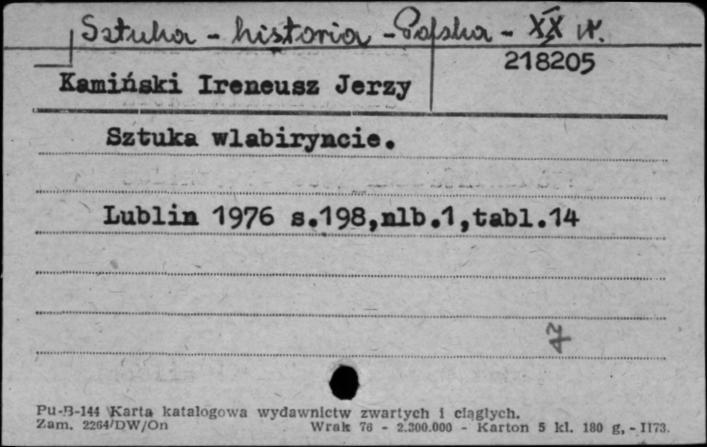 Sztuka - historia - Polska - XX w.
218205
Kamiński Ireneusz Jerzy
Sztuka wlabiryncie.
Lublin 1976 s.198,nlb.1,tabl.14
Pu-B-144 Karta katalogowa wydawnictw zwartych i ciągłych.
Zam. 2264/DW/On Wrak 76 - 2.300.000 - Karton 5 kl. 180 g, - II73.